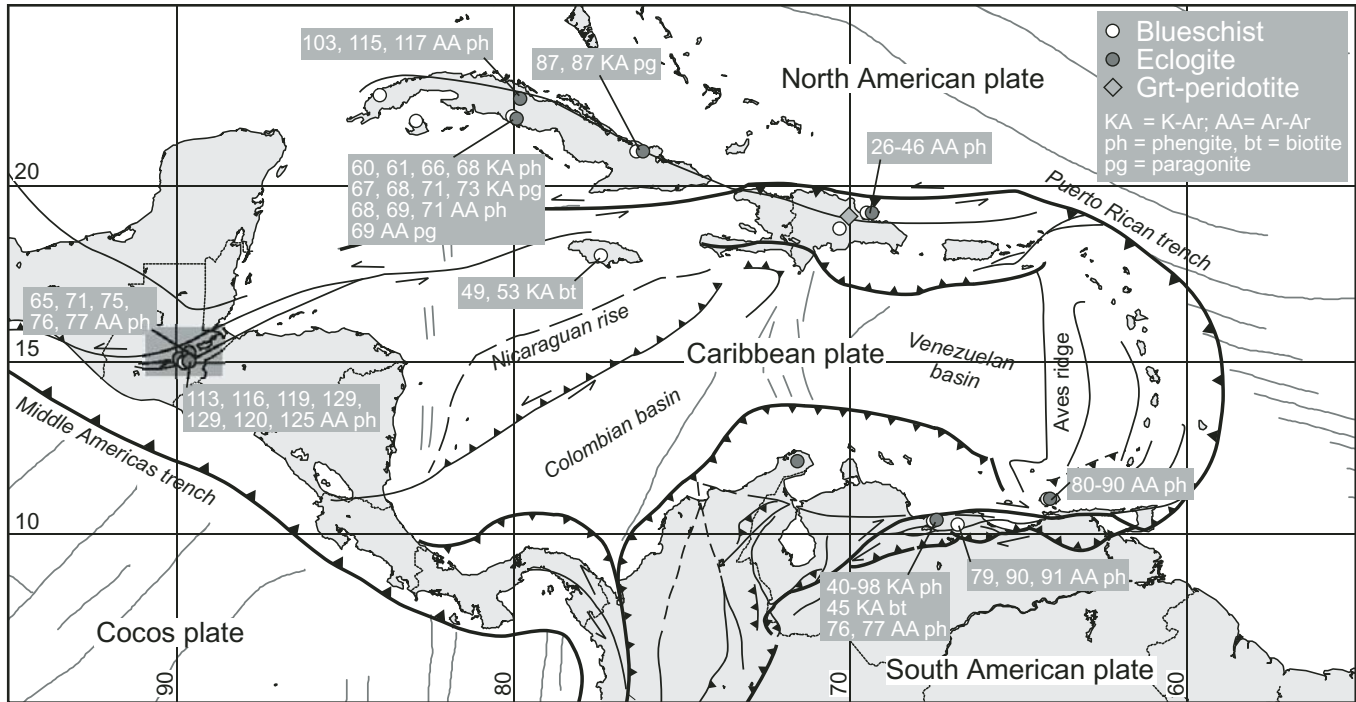 103, 115, 117 AA ph
87, 87 KA pg
North American plate
Blueschist
Eclogite
Grt-peridotite
KA = K-Ar; AA= Ar-Ar
ph = phengite, bt = biotite
pg = paragonite
26-46 AA ph
60, 61, 66, 68 KA ph
67, 68, 71, 73 KA pg
68, 69, 71 AA ph
69 AA pg
20
Puerto Rican trench
49, 53 KA bt
65, 71, 75,
76, 77 AA ph
Nicaraguan rise
15
Caribbean plate
Venezuelan
basin
Aves ridge
113, 116, 119, 129,
129, 120, 125 AA ph
Colombian basin
Middle Americas trench
80-90 AA ph
10
40-98 KA ph
45 KA bt
76, 77 AA ph
79, 90, 91 AA ph
Cocos plate
South American plate
90
80
70
60